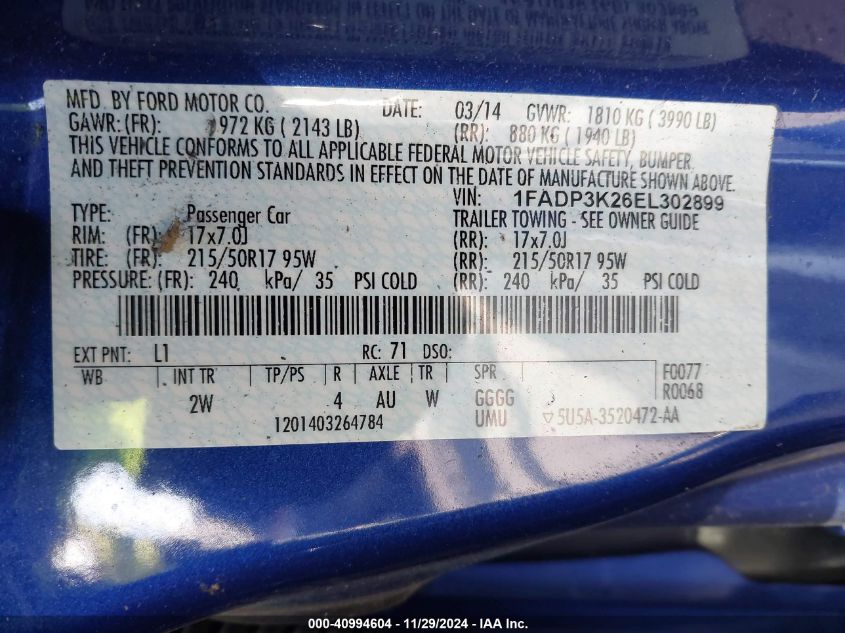 MFD. BY FORD MOTOR CO. DATE: 03/14 GVWR: 1810 KG ( 3990 LB)
GAWR: (FR): 972 KG ( 2143 LB) (RR): 880 KG ( 1940 LB)
THIS VEHICLE CONFORMS TO ALL APPLICABLE FEDERAL MOTOR VEHICLE SAFETY, BUMPER
AND THEFT PREVENTION STANDARDS IN EFFECT ON THE DATE OF MANUFACTURE SHOWN ABOVE.
VIN: 1FADP3K26EL302899
TYPE: Passenger Car TRAILER TOWING - SEE OWNER GUIDE
RIM: (FR): 17x7.0J (RR): 17x7.0J
TIRE: (FR): 215/50R17 95W (RR): 215/50R17 95W
PRESSURE: (FR): 240 kPa/ 35 PSI COLD (RR): 240 kPa/ 35 PSI COLD
EXT PNT: L1 RC: 71 DSO:
WB INT TR TP/PS R AXLE TR SPR F0077
2W 4 AU W GGGG R0068
1201403264784 UMU ▽5U5A-3520472-AA
000-40994604 - 11/29/2024 - IAA Inc.